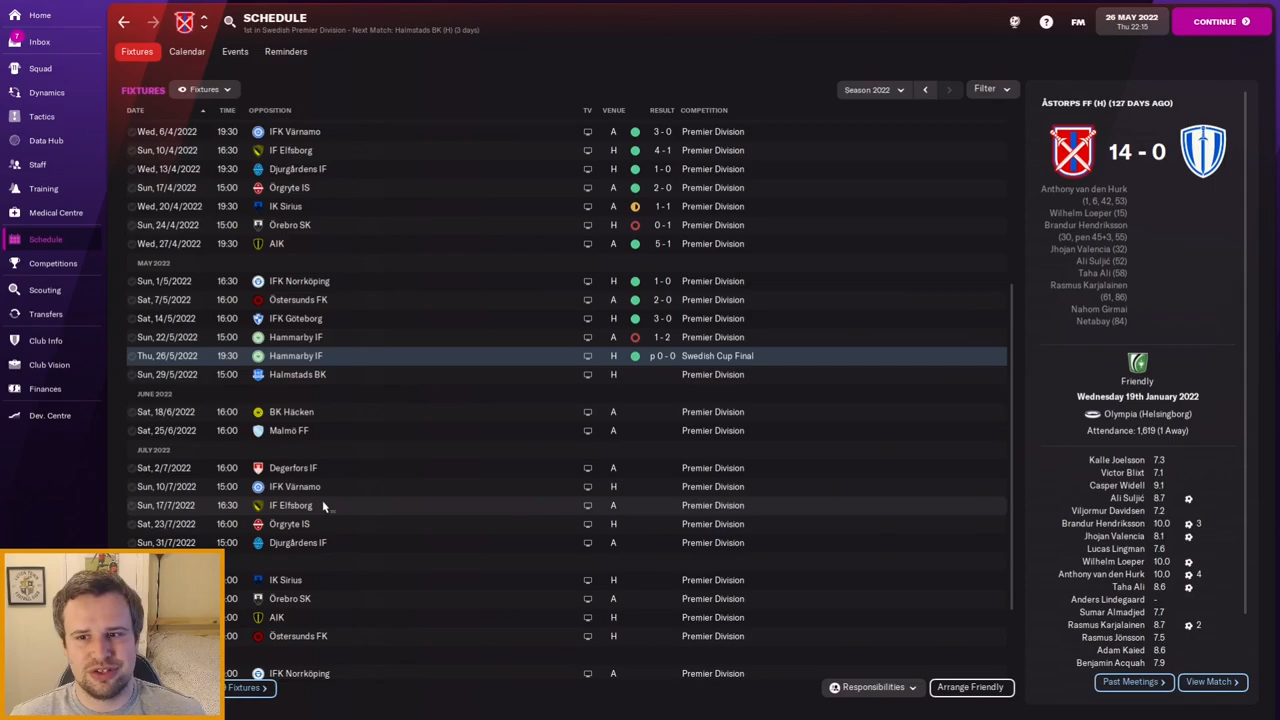 Home
Inbox
7
Squad
Dynamics
Tactics
Data Hub
Staff
Training
Medical Centre
Schedule
Competitions
Scouting
Transfers
Club Info
Club Vision
Finances
Dev. Centre
SCHEDULE
1st in Swedish Premier Division - Next Match: Halmstads BK (H) (3 days)
FM
26 MAY 2022
Thu 22:15
CONTINUE
Fixtures Calendar Events Reminders
FIXTURES Fixtures Season 2022 Filter
DATE TIME OPPOSITION TV VENUE RESULT COMPETITION
Wed, 6/4/2022 19:30 IFK Värnamo A 3 - 0 Premier Division
Sun, 10/4/2022 16:30 IF Elfsborg H 4 - 1 Premier Division
Wed, 13/4/2022 19:30 Djurgårdens IF H 1 - 0 Premier Division
Sun, 17/4/2022 15:00 Örgryte IS A 2 - 0 Premier Division
Wed, 20/4/2022 19:30 IK Sirius A 1 - 1 Premier Division
Sun, 24/4/2022 15:00 Örebro SK H 0 - 1 Premier Division
Wed, 27/4/2022 19:30 AIK A 5 - 1 Premier Division
MAY 2022
Sun, 1/5/2022 16:30 IFK Norrköping H 1 - 0 Premier Division
Sat, 7/5/2022 16:00 Östersunds FK A 2 - 0 Premier Division
Sat, 14/5/2022 16:00 IFK Göteborg H 3 - 0 Premier Division
Sun, 22/5/2022 15:00 Hammarby IF A 1 - 2 Premier Division
Thu, 26/5/2022 19:30 Hammarby IF H p 0 - 0 Swedish Cup Final
Sun, 29/5/2022 15:00 Halmstads BK H Premier Division
JUNE 2022
Sat, 18/6/2022 16:00 BK Häcken A Premier Division
Sat, 25/6/2022 16:00 Malmö FF A Premier Division
JULY 2022
Sat, 2/7/2022 16:00 Degerfors IF A Premier Division
Sun, 10/7/2022 15:00 IFK Värnamo H Premier Division
Sun, 17/7/2022 16:30 IF Elfsborg A Premier Division
Sat, 23/7/2022 16:00 Örgryte IS H Premier Division
Sun, 31/7/2022 15:00 Djurgårdens IF A Premier Division
:00 IK Sirius H Premier Division
:00 Örebro SK A Premier Division
:00 AIK H Premier Division
:00 Östersunds FK H Premier Division
:00 IFK Norrköping A Premier Division
Fixtures
Responsibilities
Arrange Friendly
ÅSTORPS FF (H) (127 DAYS AGO)
14 - 0
Anthony van den Hurk
(1, 6, 42, 53)
Wilhelm Loeper (15)
Brandur Hendriksson
(30, pen 45+3, 55)
Jhojan Valencia (32)
Ali Suljić (52)
Taha Ali (58)
Rasmus Karjalainen
(61, 86)
Nahom Girmai
Netabay (84)
Friendly
Wednesday 19th January 2022
Olympia (Helsingborg)
Attendance: 1,619 (1 Away)
Kalle Joelsson 7.3
Victor Blixt 7.1
Casper Widell 9.1
Ali Suljić 8.7
Viljormur Davidsen 7.2
Brandur Hendriksson 10.0 3
Jhojan Valencia 8.1
Lucas Lingman 7.6
Wilhelm Loeper 10.0
Anthony van den Hurk 10.0 4
Taha Ali 8.6
Anders Lindegaard -
Sumar Almadjed 7.7
Rasmus Karjalainen 8.7 2
Rasmus Jönsson 7.5
Adam Kaied 8.6
Benjamin Acquah 7.9
Past Meetings
View Match